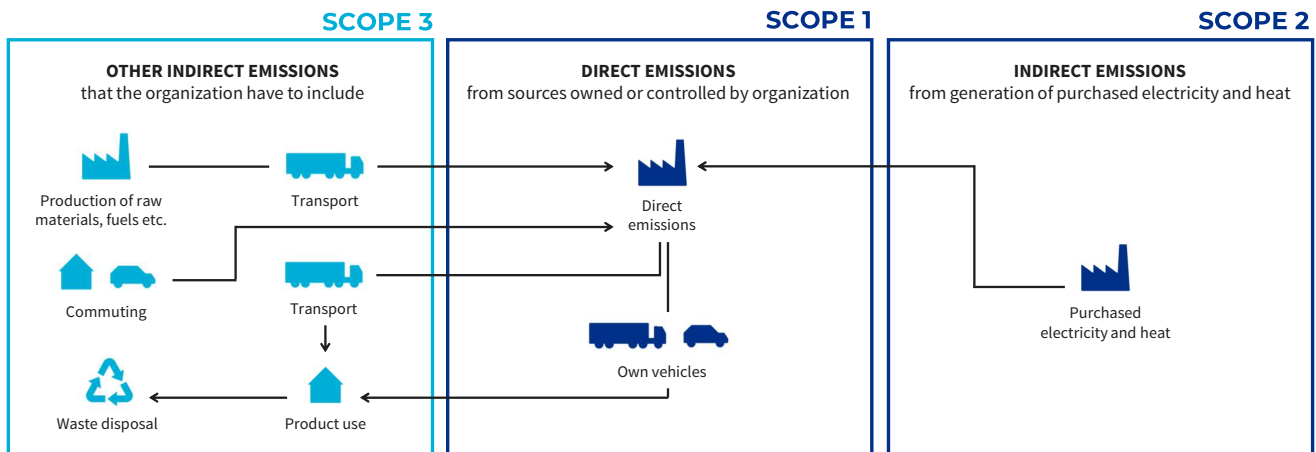 SCOPE 3
OTHER INDIRECT EMISSIONS
that the organization have to include
Production of raw
materials, fuels etc.
Transport
Commuting
Transport
Waste disposal
Product use
SCOPE 1
DIRECT EMISSIONS
from sources owned or controlled by organization
Direct
emissions
Own vehicles
SCOPE 2
INDIRECT EMISSIONS
from generation of purchased electricity and heat
Purchased
electricity and heat